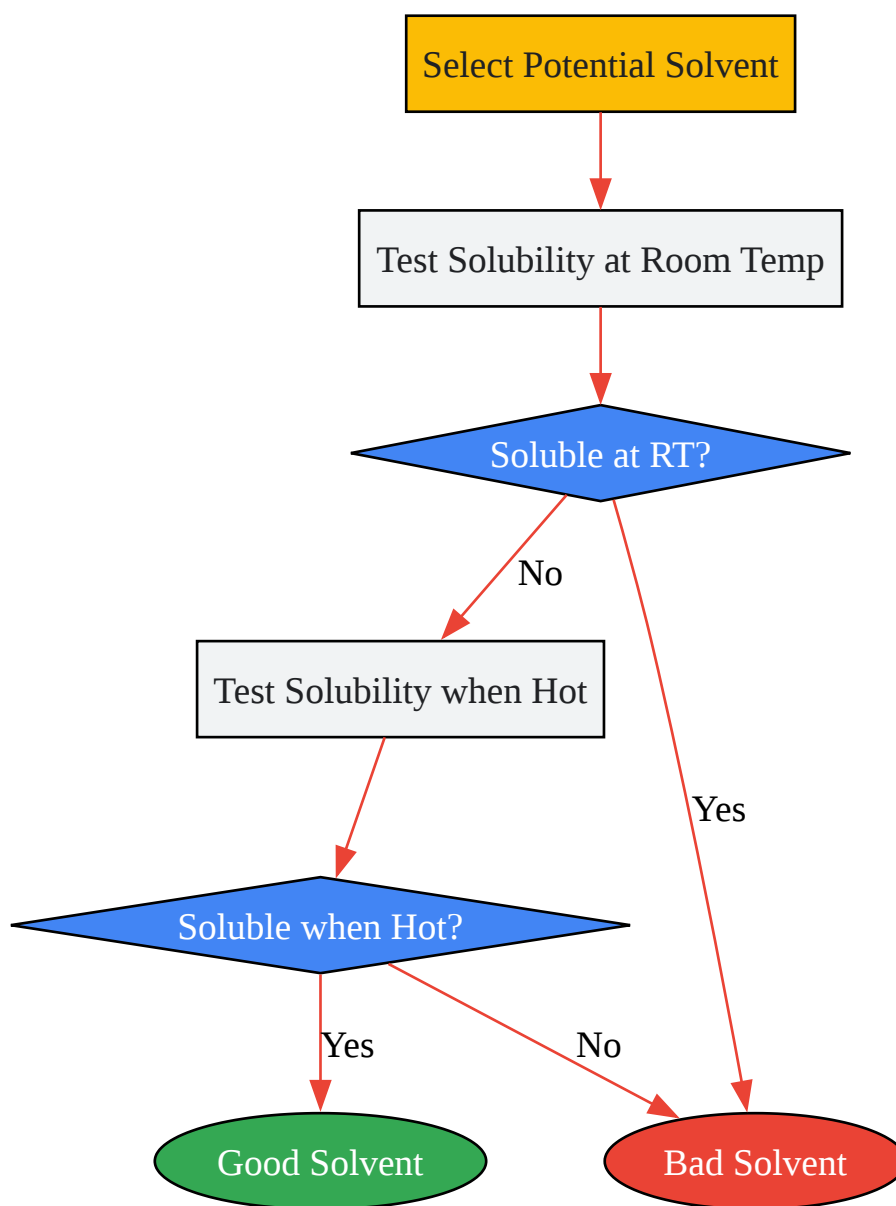 Select Potential Solvent
Test Solubility at Room Temp
Soluble at RT?
No
Test Solubility when Hot
Yes
Soluble when Hot?
Yes
No
Good Solvent
Bad Solvent